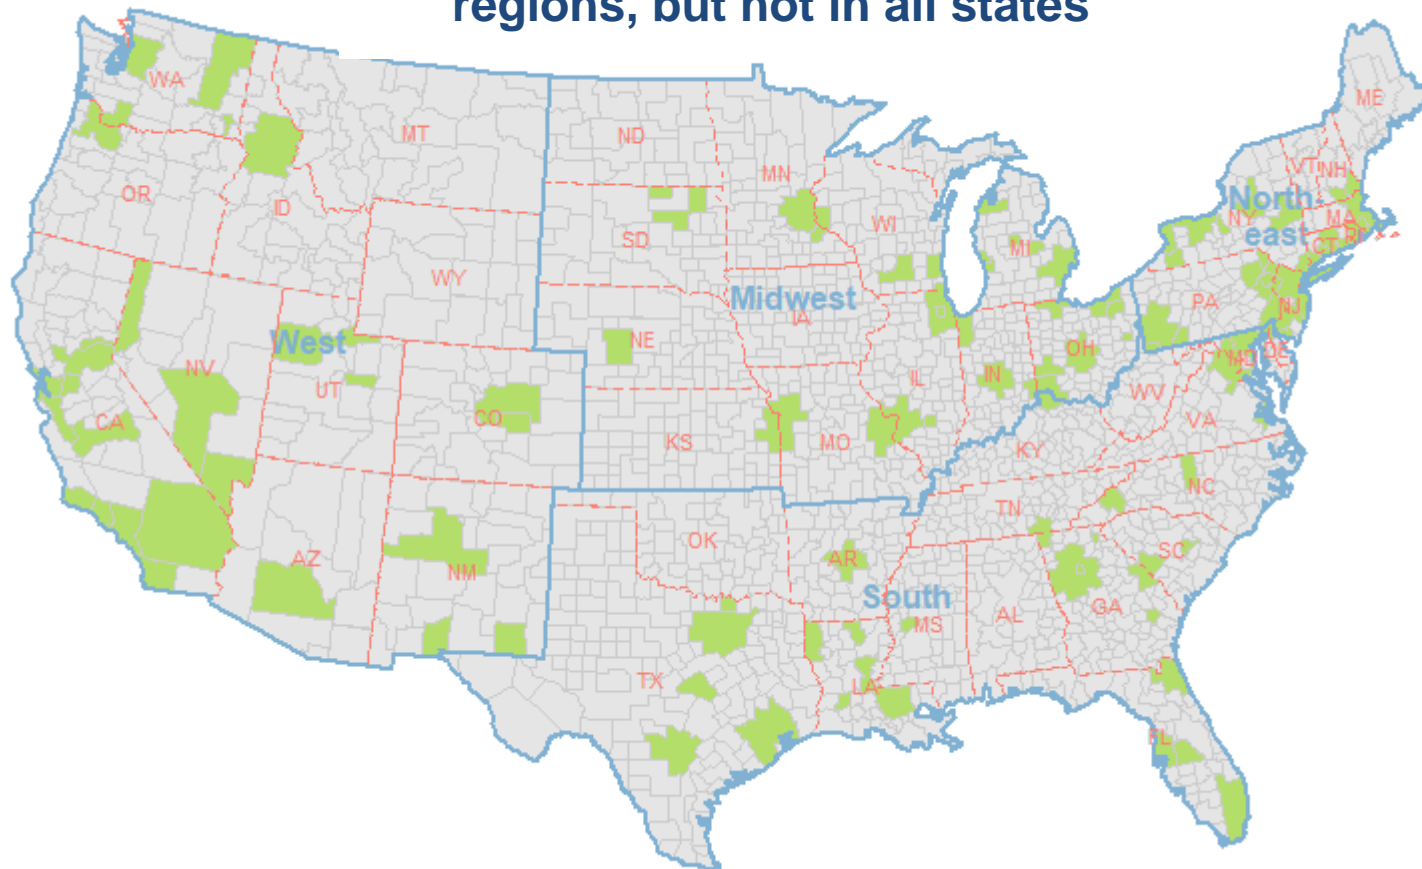 regions, but not in all states
WA
MT
ND
MN
ME
OR
ID
SD
WI
MI
VT
NH
North-
east
NY
MA
CT
RI
WY
Midwest
IA
NE
PA
NJ
West
NV
UT
CO
CA
KS
MO
IL
IN
OH
MD
DE
WV
VA
KY
NC
TN
AZ
NM
OK
AR
South
MS
AL
GA
SC
TX
LA
FL